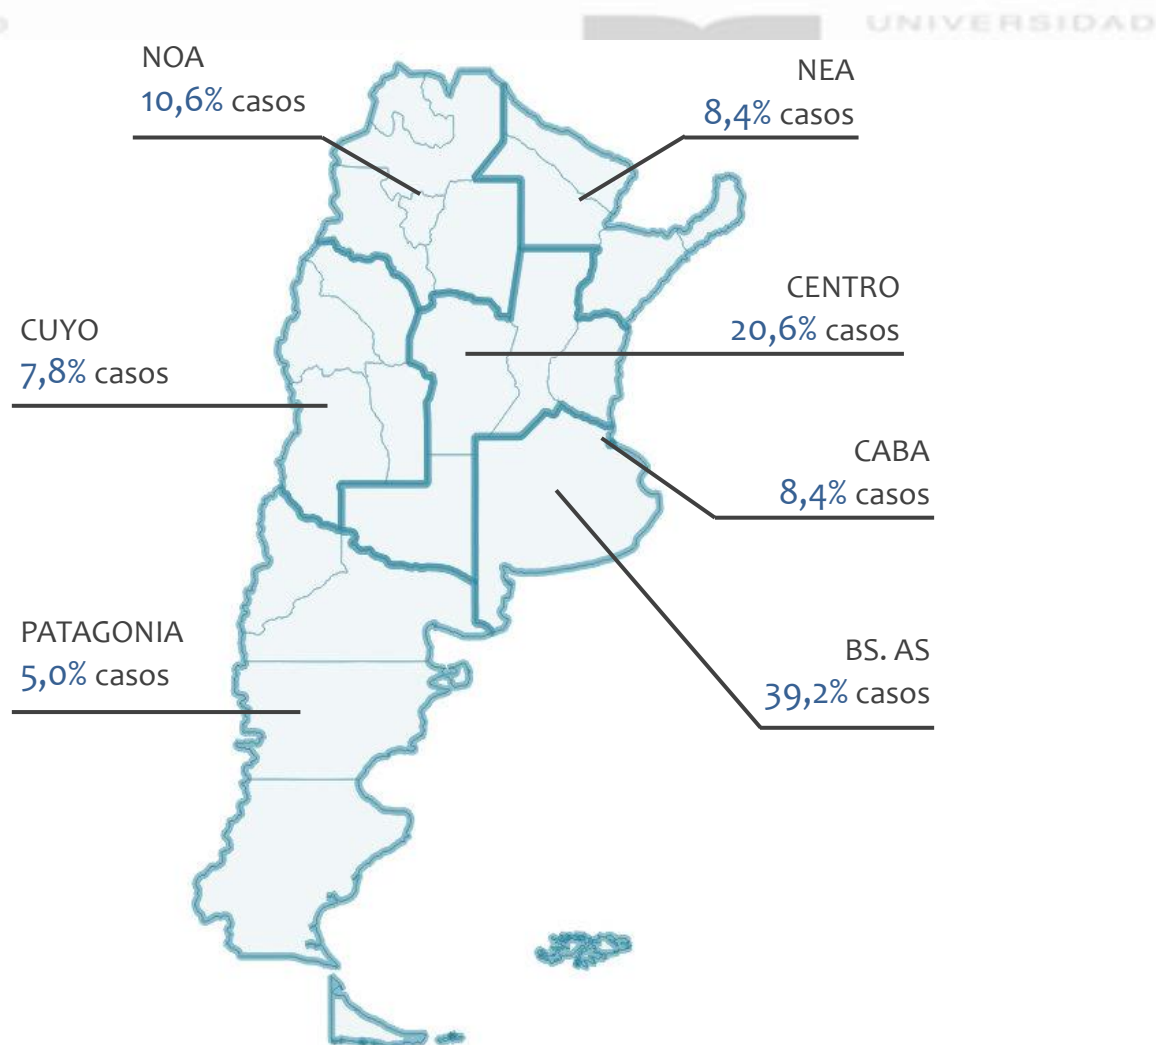 UNIVERSIDAD
NOA
10,6% casos
NEA
8,4% casos
CENTRO
20,6% casos
CUYO
7,8% casos
CABA
8,4% casos
PATAGONIA
5,0% casos
BS. AS
39,2% casos